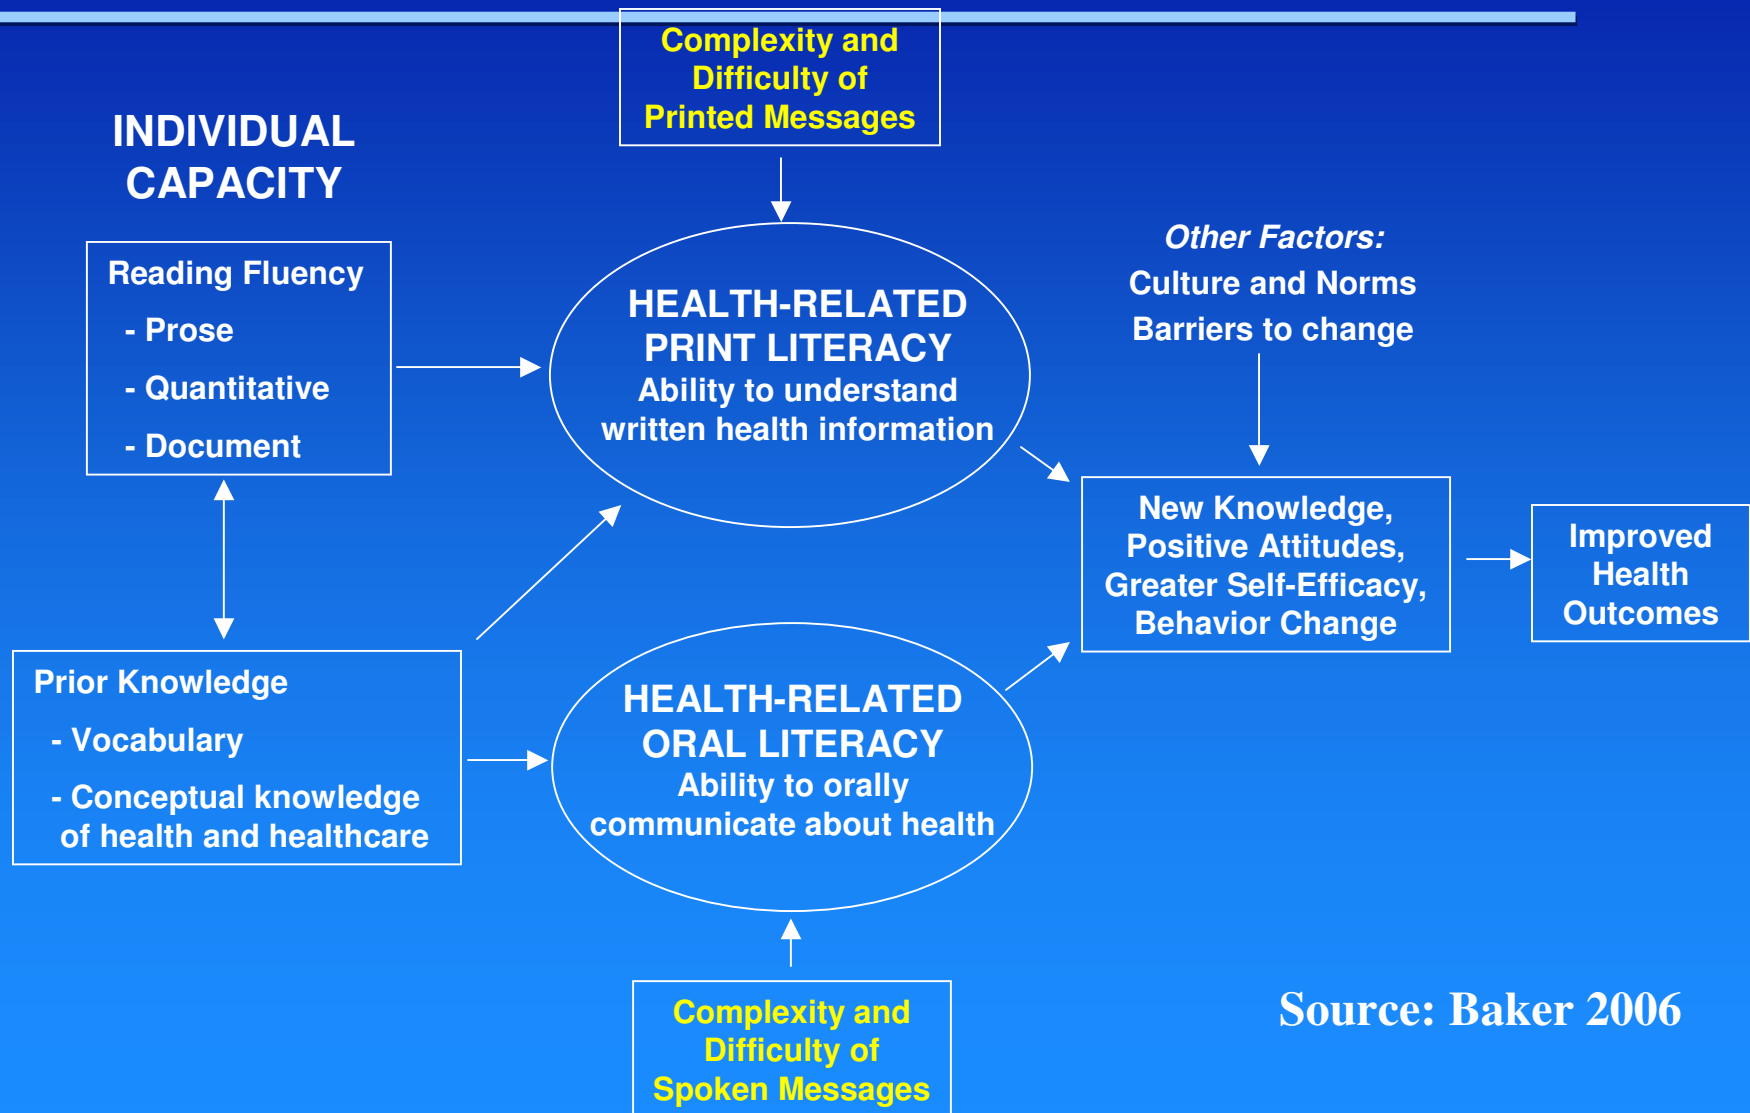 Complexity and
Difficulty of
Printed Messages
INDIVIDUAL
CAPACITY
Reading Fluency
- Prose
- Quantitative
- Document
HEALTH-RELATED
PRINT LITERACY
Ability to understand
written health information
Other Factors:
Culture and Norms
Barriers to change
New Knowledge,
Positive Attitudes,
Greater Self-Efficacy,
Behavior Change
Improved
Health
Outcomes
Prior Knowledge
- Vocabulary
- Conceptual knowledge
of health and healthcare
HEALTH-RELATED
ORAL LITERACY
Ability to orally
communicate about health
Complexity and
Difficulty of
Spoken Messages
Source: Baker 2006